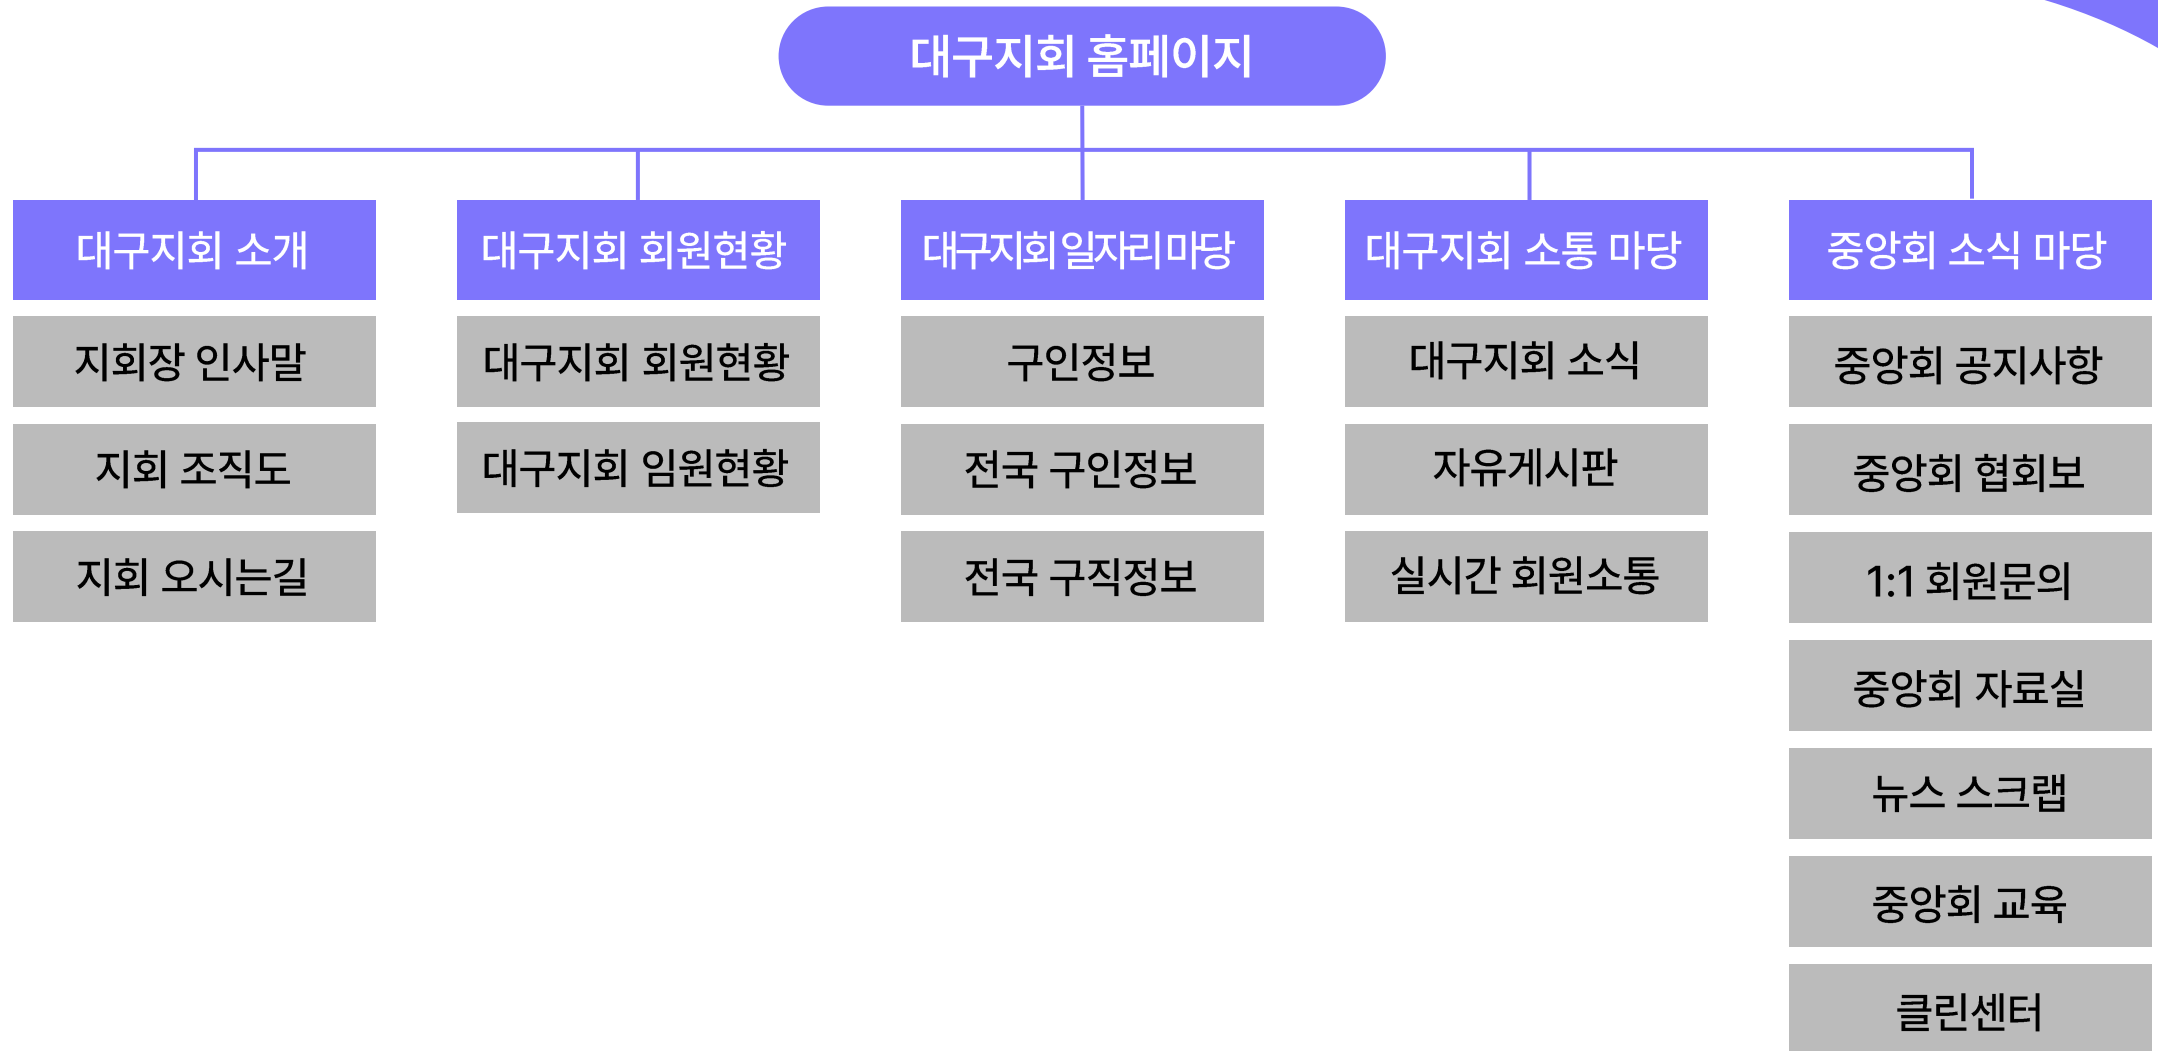 대구지회 홈페이지
대구지회 소개
지회장 인사말
지회 조직도
지회 오시는길
대구지회 회원현황
대구지회 회원현황
대구지회 임원현황
대구지회 일자리 마당
구인정보
전국 구인정보
전국 구직정보
대구지회 소통 마당
대구지회 소식
자유게시판
실시간 회원소통
중앙회 소식 마당
중앙회 공지사항
중앙회 협회보
1:1 회원문의
중앙회 자료실
뉴스 스크랩
중앙회 교육
클린센터